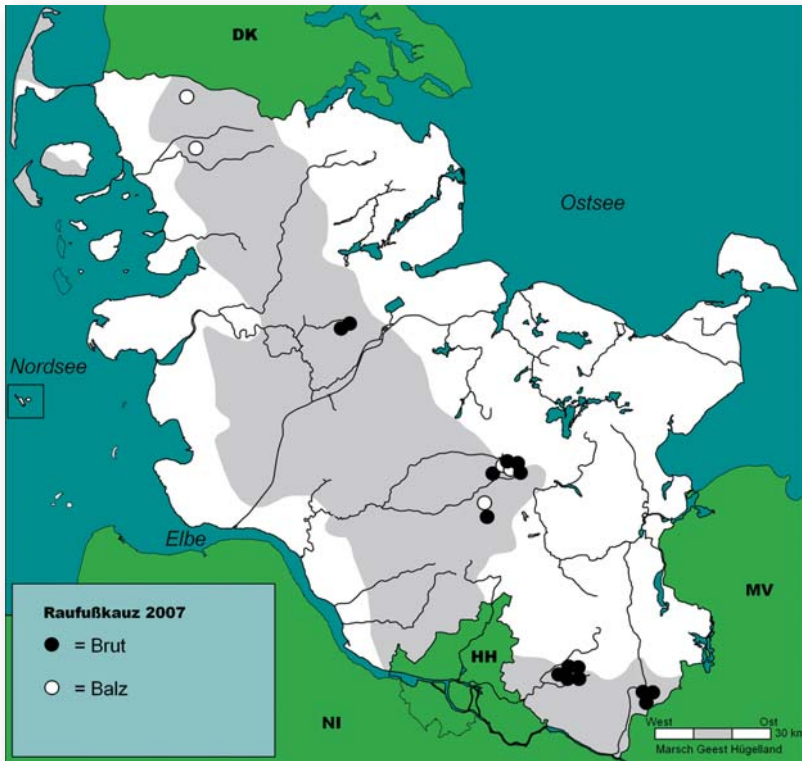 DK
Ostsee
Nordsee
Elbe
MV
HH
NI
Raufußkauz 2007
= Brut
= Balz
West Ost
30 km
Marsch Geest Hügelland